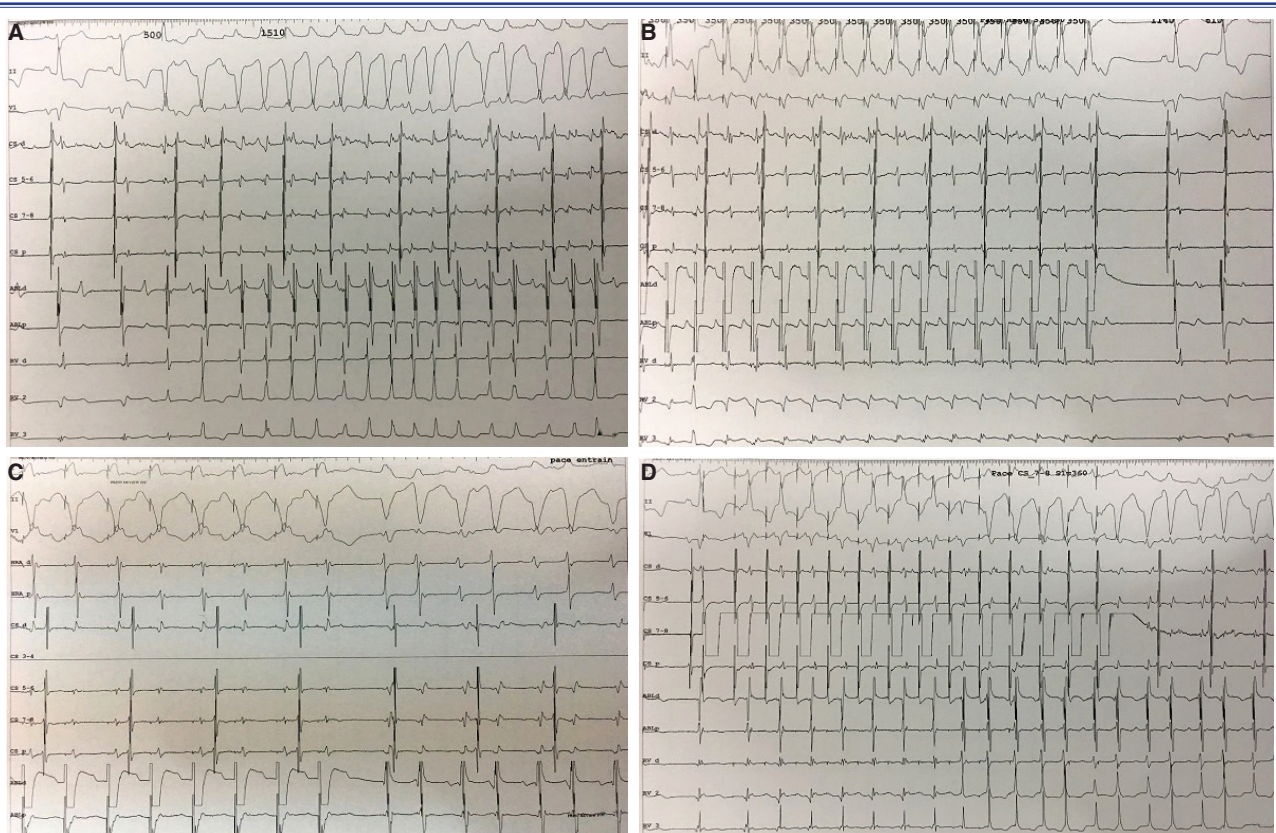 A
500
1510
II
V1
CS d
CS 5-6
CS 7-8
CS p
ABLd
ABLp
RV d
RV 2
RV 3
B
350 350 350 350 350 350 350 350
350
1140
810
II
V1
CS d
CS 5-6
CS 7-8
CS p
ABLd
ABLp
RV d
RV 2
RV 3
C
pace entrain
II
V1
HRA d
HRA p
CS d
CS 3-4
CS 5-6
CS 7-8
CS p
ABLd
ABLp
D
Pace CS_7-8 S1=360
II
V1
CS d
CS 5-6
CS 7-8
CS p
ABLd
ABLp
RV d
RV 2
RV 3